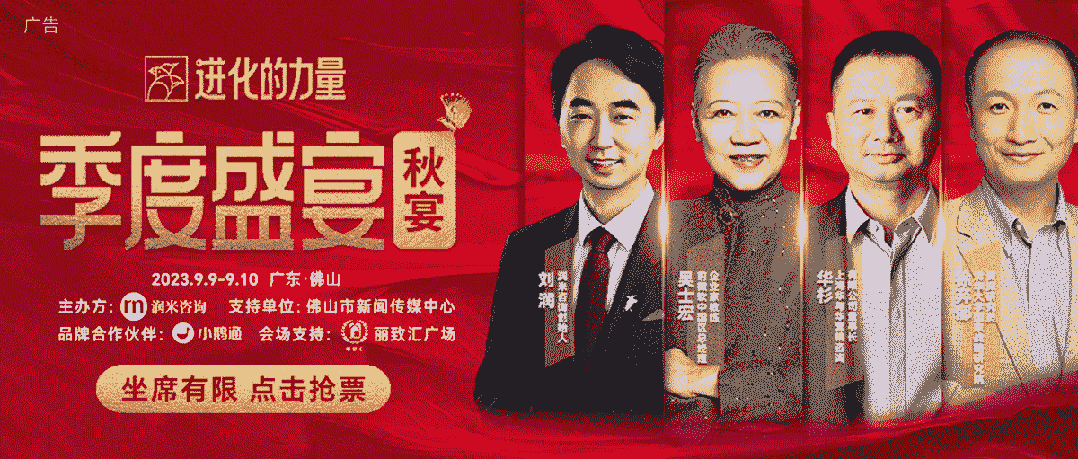 广告
进化的力量
季度盛宴
秋宴
2023.9.9-9.10 广东·佛山
主办方: 润米咨询 支持单位: 佛山市新闻传媒中心
品牌合作伙伴: 小鹅通 会场支持: 丽致汇广场
坐席有限 点击抢票
刘润
润米咨询创始人
吴士宏
华杉